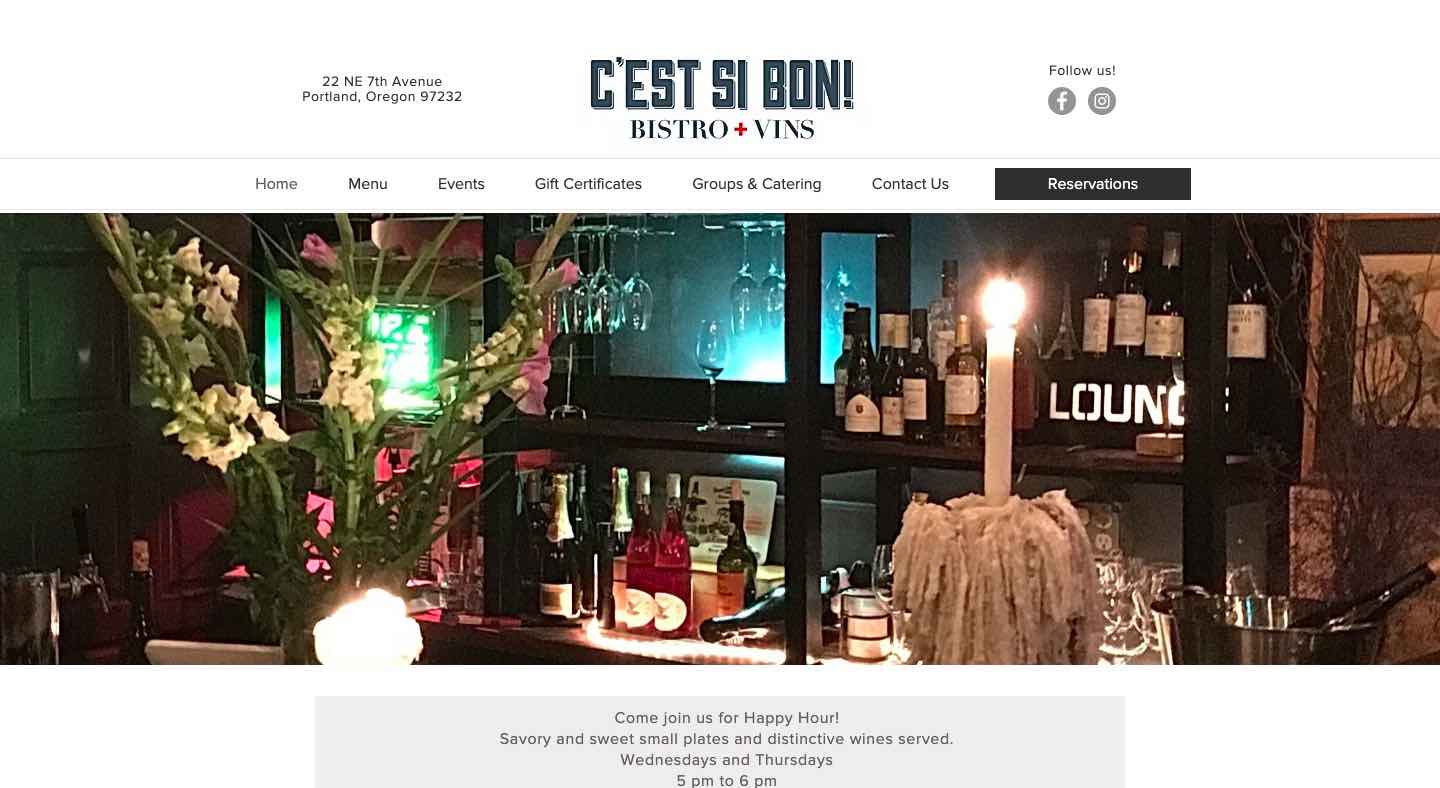 22 NE 7th Avenue
Portland, Oregon 97232
C'EST SI BON!
BISTRO + VINS
Follow us!
Home
Menu
Events
Gift Certificates
Groups & Catering
Contact Us
Reservations
Come join us for Happy Hour!
Savory and sweet small plates and distinctive wines served.
Wednesdays and Thursdays
5 pm to 6 pm